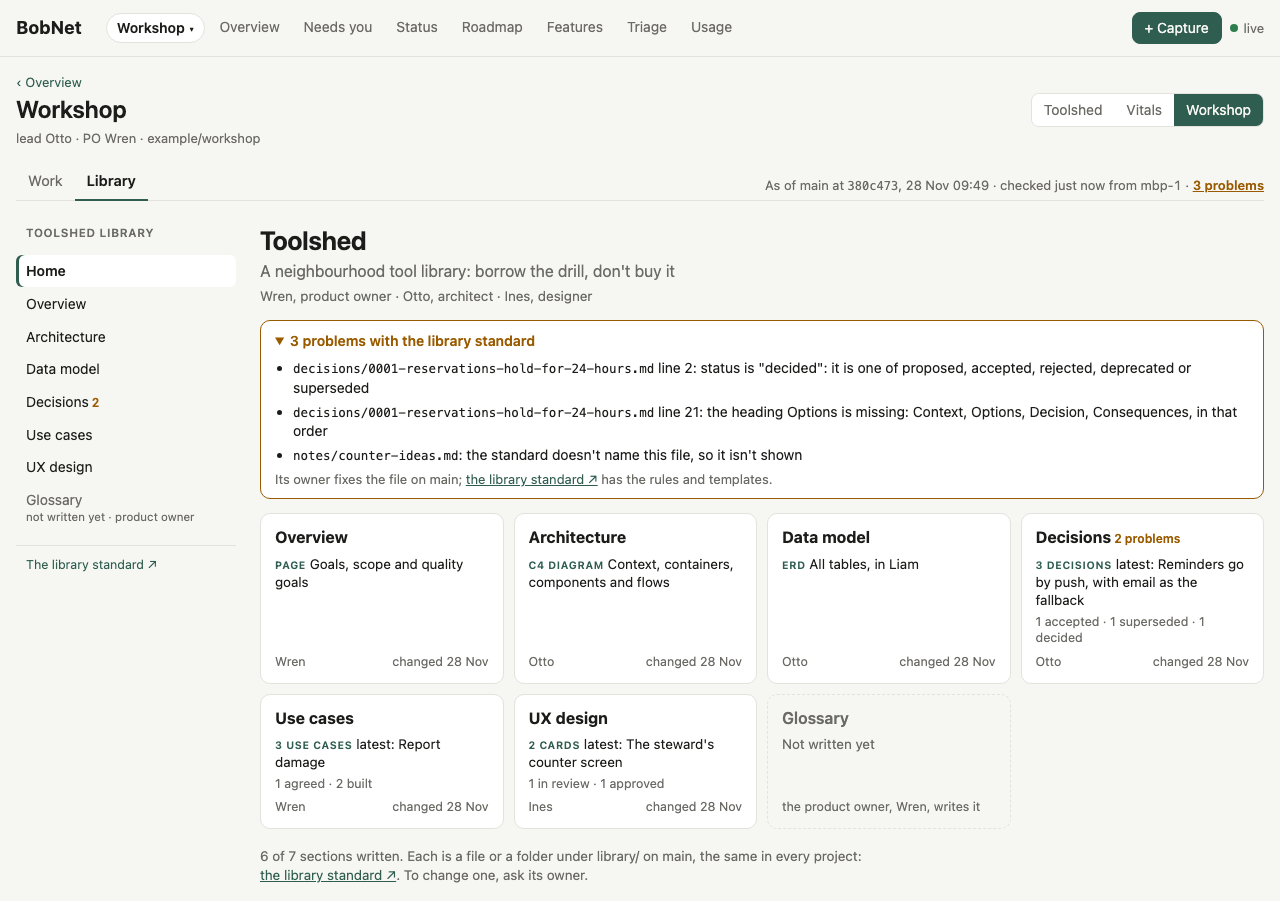 BobNet
Workshop ▾
Overview
Needs you
Status
Roadmap
Features
Triage
Usage
+ Capture
live
‹ Overview
Workshop
lead Otto · PO Wren · example/workshop
Toolshed
Vitals
Workshop
Work
Library
As of main at 380c473, 28 Nov 09:49 · checked just now from mbp-1 · 3 problems
TOOLSHED LIBRARY
Home
Overview
Architecture
Data model
Decisions 2
Use cases
UX design
Glossary
not written yet · product owner
The library standard ↗
Toolshed
A neighbourhood tool library: borrow the drill, don't buy it
Wren, product owner · Otto, architect · Ines, designer
▼ 3 problems with the library standard
• decisions/0001-reservations-hold-for-24-hours.md line 2: status is "decided": it is one of proposed, accepted, rejected, deprecated or
superseded
• decisions/0001-reservations-hold-for-24-hours.md line 21: the heading Options is missing: Context, Options, Decision, Consequences, in that
order
• notes/counter-ideas.md: the standard doesn't name this file, so it isn't shown
Its owner fixes the file on main; the library standard ↗ has the rules and templates.
Overview
PAGE Goals, scope and quality
goals
Wren
changed 28 Nov
Architecture
C4 DIAGRAM Context, containers,
components and flows
Otto
changed 28 Nov
Data model
ERD All tables, in Liam
Otto
changed 28 Nov
Decisions 2 problems
3 DECISIONS latest: Reminders go
by push, with email as the
fallback
1 accepted · 1 superseded · 1
decided
Otto
changed 28 Nov
Use cases
3 USE CASES latest: Report
damage
1 agreed · 2 built
Wren
changed 28 Nov
UX design
2 CARDS latest: The steward's
counter screen
1 in review · 1 approved
Ines
changed 28 Nov
Glossary
Not written yet
the product owner, Wren, writes it
6 of 7 sections written. Each is a file or a folder under library/ on main, the same in every project:
the library standard ↗. To change one, ask its owner.